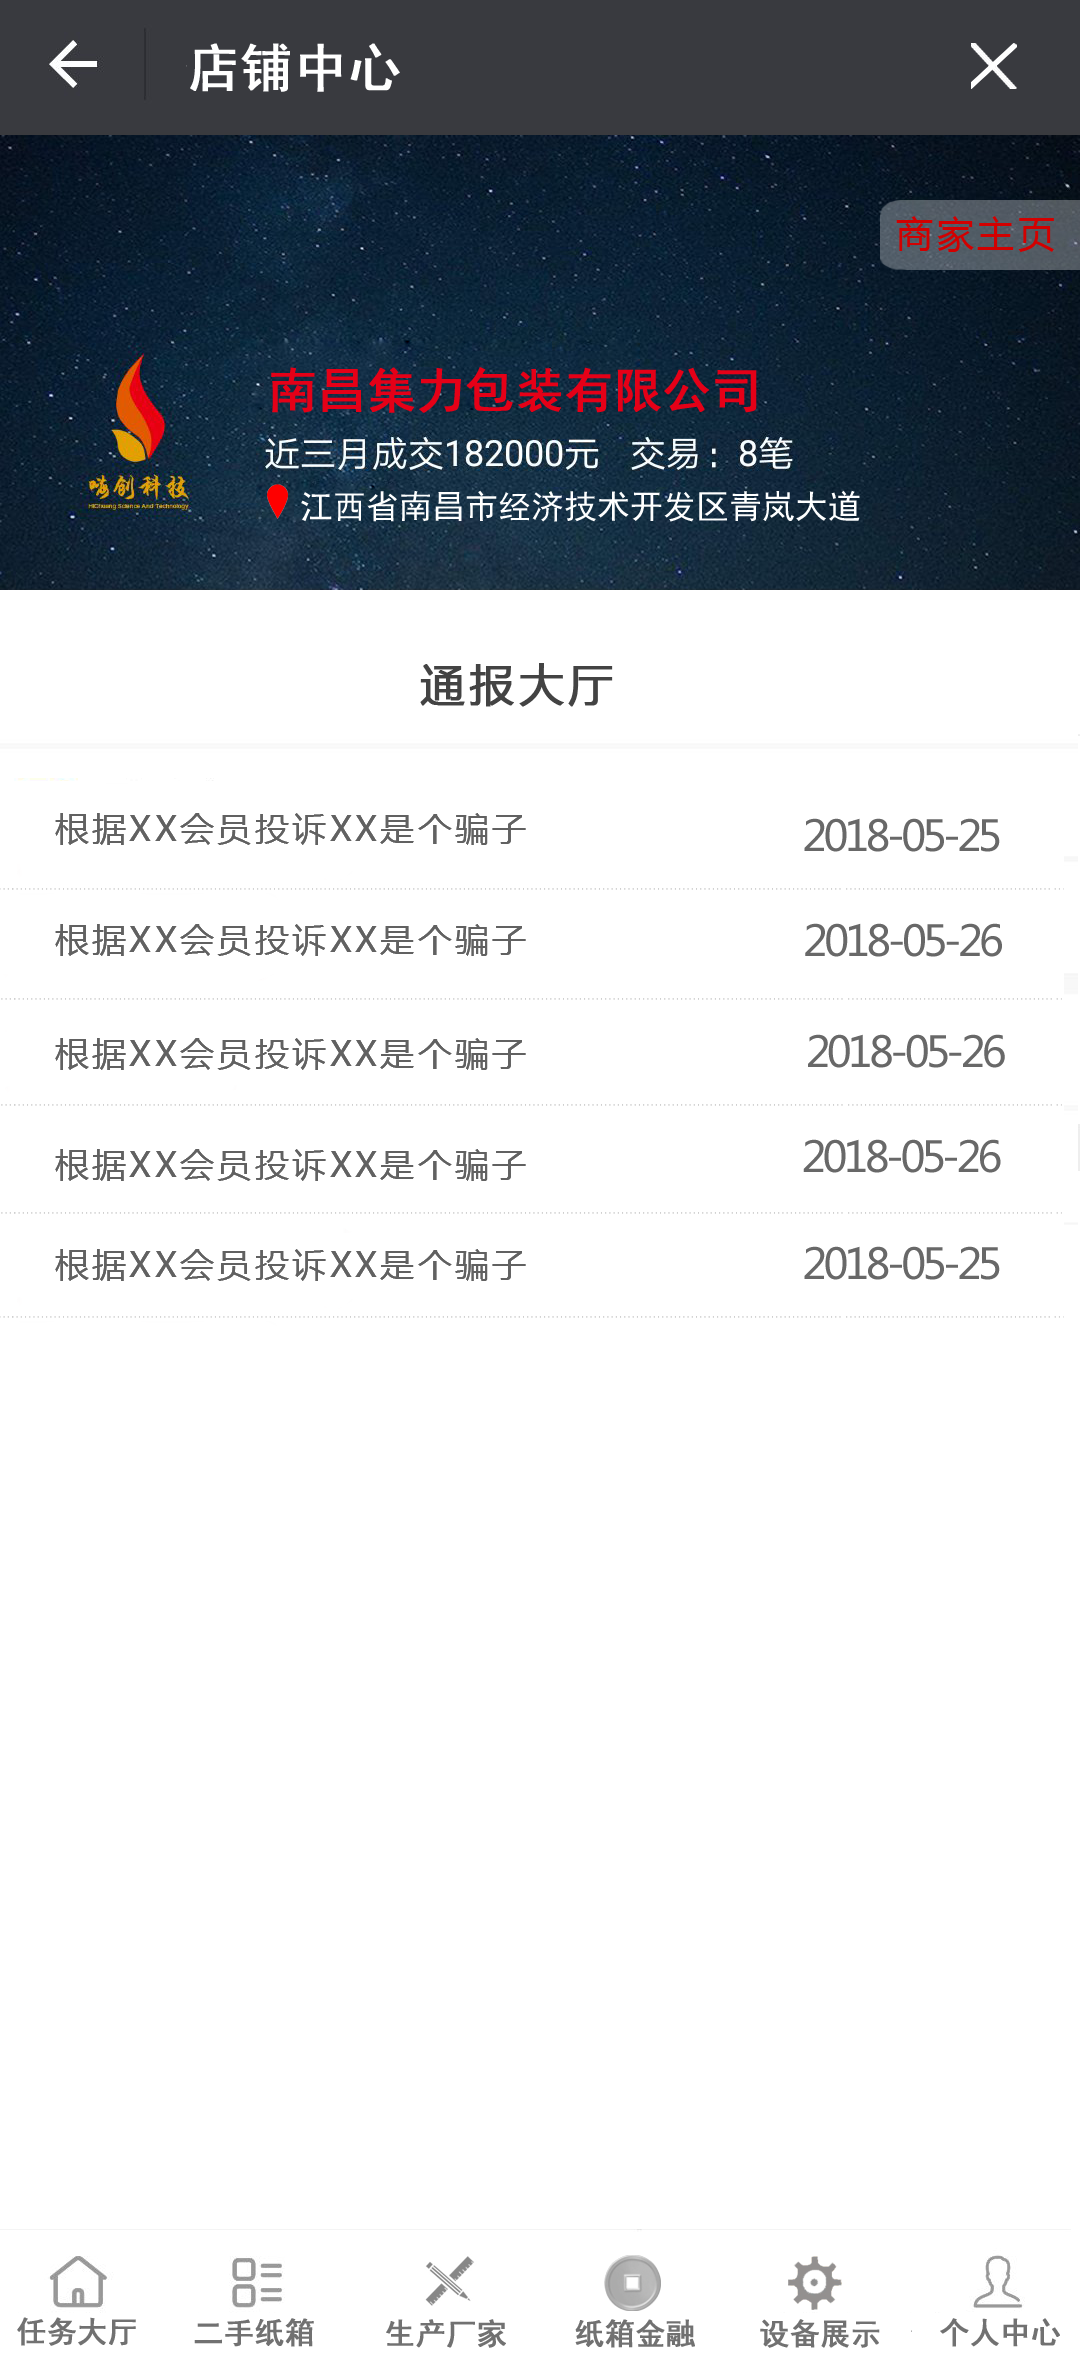 店铺中心
商家主页
南昌集力包装有限公司
近三月成交182000元 交易：8笔
嗨创科技
HiChuang Science And Technology
江西省南昌市经济技术开发区青岚大道
通报大厅
根据XX会员投诉XX是个骗子 2018-05-25
根据XX会员投诉XX是个骗子 2018-05-26
根据XX会员投诉XX是个骗子 2018-05-26
根据XX会员投诉XX是个骗子 2018-05-26
根据XX会员投诉XX是个骗子 2018-05-25
任务大厅 二手纸箱 生产厂家 纸箱金融 设备展示 个人中心